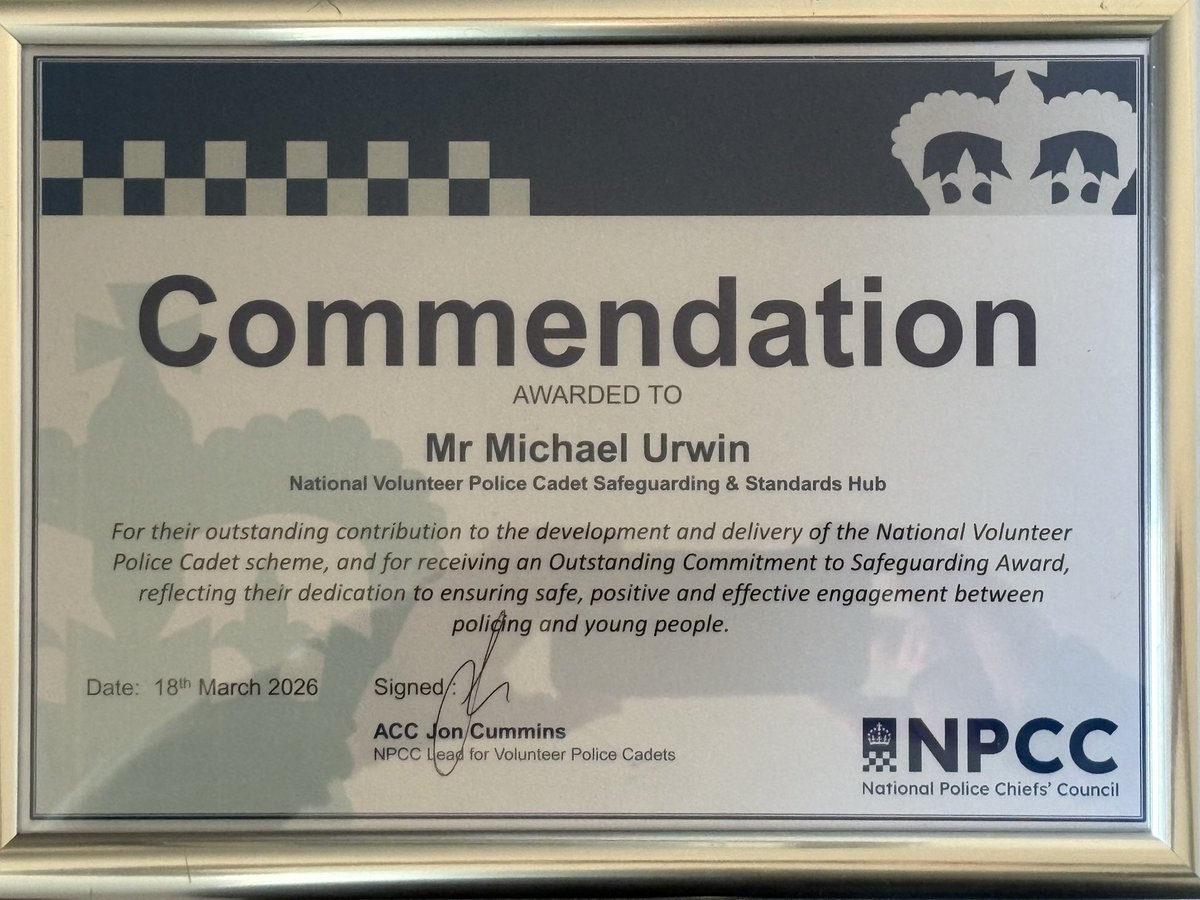 Commendation
AWARDED TO
Mr Michael Urwin
National Volunteer Police Cadet Safeguarding & Standards Hub
For their outstanding contribution to the development and delivery of the National Volunteer
Police Cadet scheme, and for receiving an Outstanding Commitment to Safeguarding Award,
reflecting their dedication to ensuring safe, positive and effective engagement between
policing and young people.
Date: 18th March 2026 Signed :
ACC Jon Cummins
NPCC Lead for Volunteer Police Cadets
NPCC
National Police Chiefs' Council